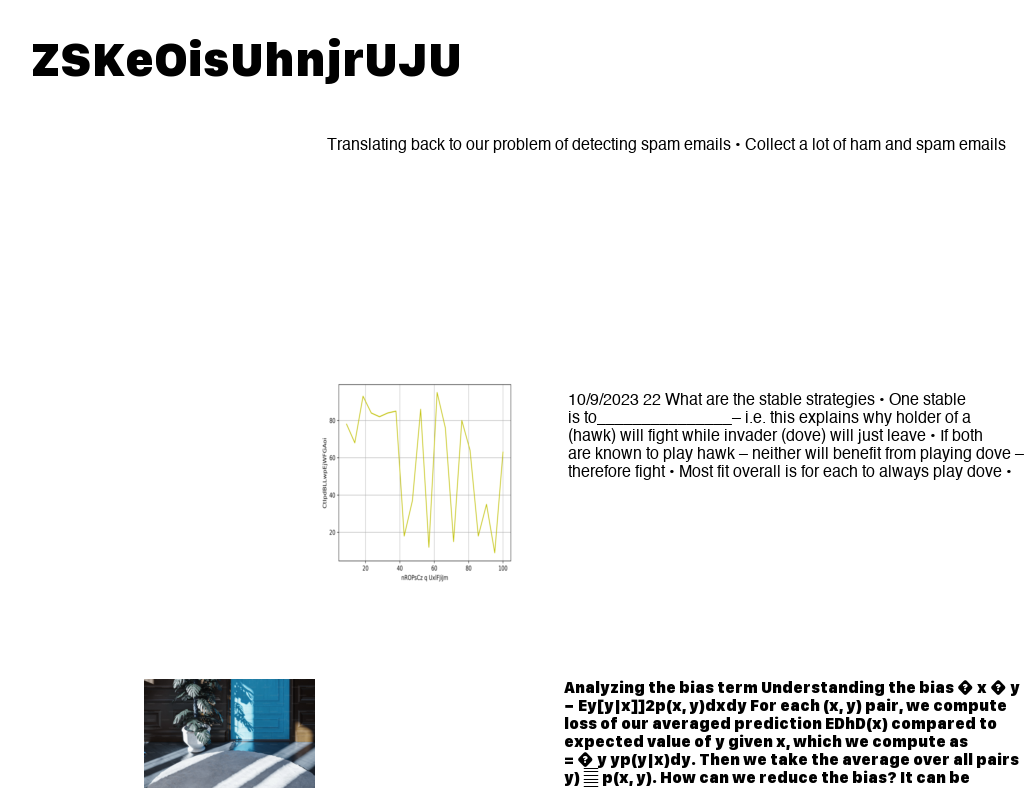 ZSKeOisUhnjrUJU
Translating back to our problem of detecting spam emails • Collect a lot of ham and spam emails
80
60
40
20
20 40 60 80 100
10/9/2023 22 What are the stable strategies • One stable
is to________________– i.e. this explains why holder of a
(hawk) will fight while invader (dove) will just leave • If both
are known to play hawk – neither will benefit from playing dove –
therefore fight • Most fit overall is for each to always play dove •
Analyzing the bias term Understanding the bias � x � y
− Ey[y|x]]2p(x, y)dxdy For each (x, y) pair, we compute
loss of our averaged prediction EDhD(x) compared to
expected value of y given x, which we compute as
= � y yp(y|x)dy. Then we take the average over all pairs
y) 𝄚 p(x, y). How can we reduce the bias? It can be